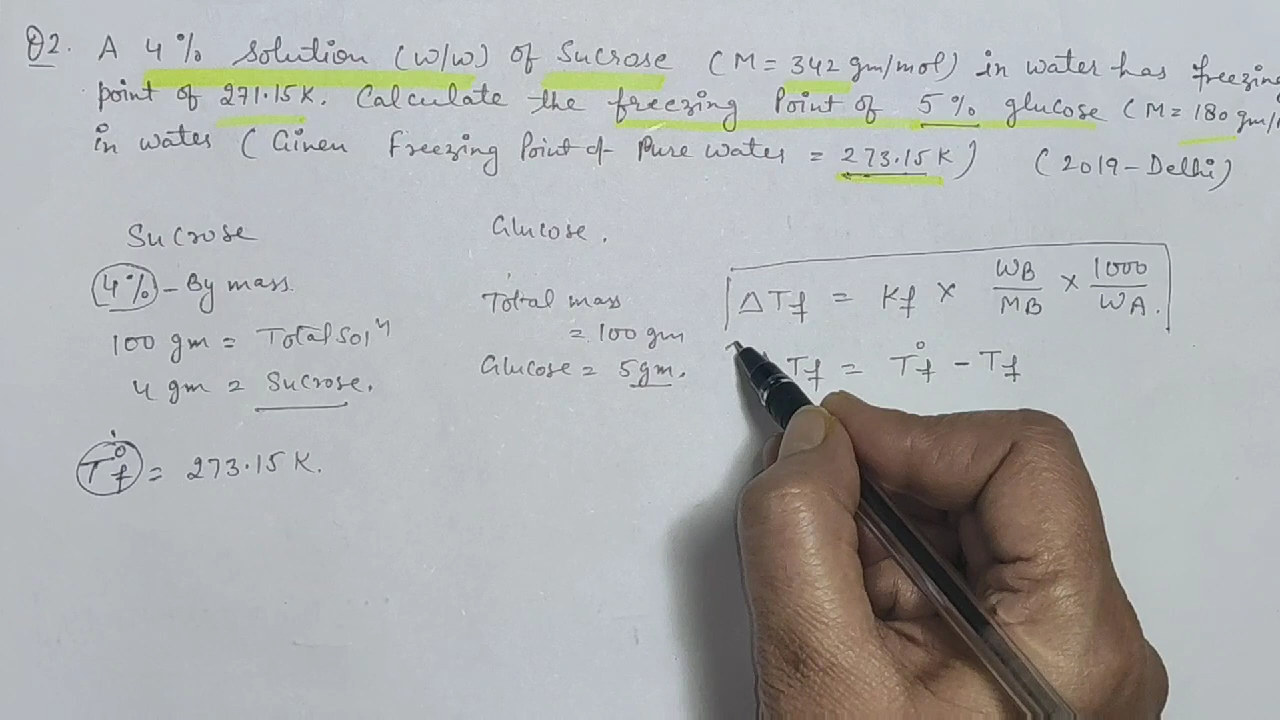 Q2. A 4% solution (w/w) of Sucrose (M = 342 gm/mol) in water has freezing
point of 271.15K. Calculate the freezing Point of 5% glucose (M = 180 gm/
in water (Given Freezing Point of Pure water = 273.15K) (2019-Delhi)
Sucrose
4% - By mass.
100 gm = Total Solⁿ
4 gm = Sucrose.
T°f = 273.15 K.
Glucose.
Total mass
= 100 gm
Glucose = 5gm.
ΔTf = Kf × WB/MB × 1000/WA.
Tf = T°f - Tf